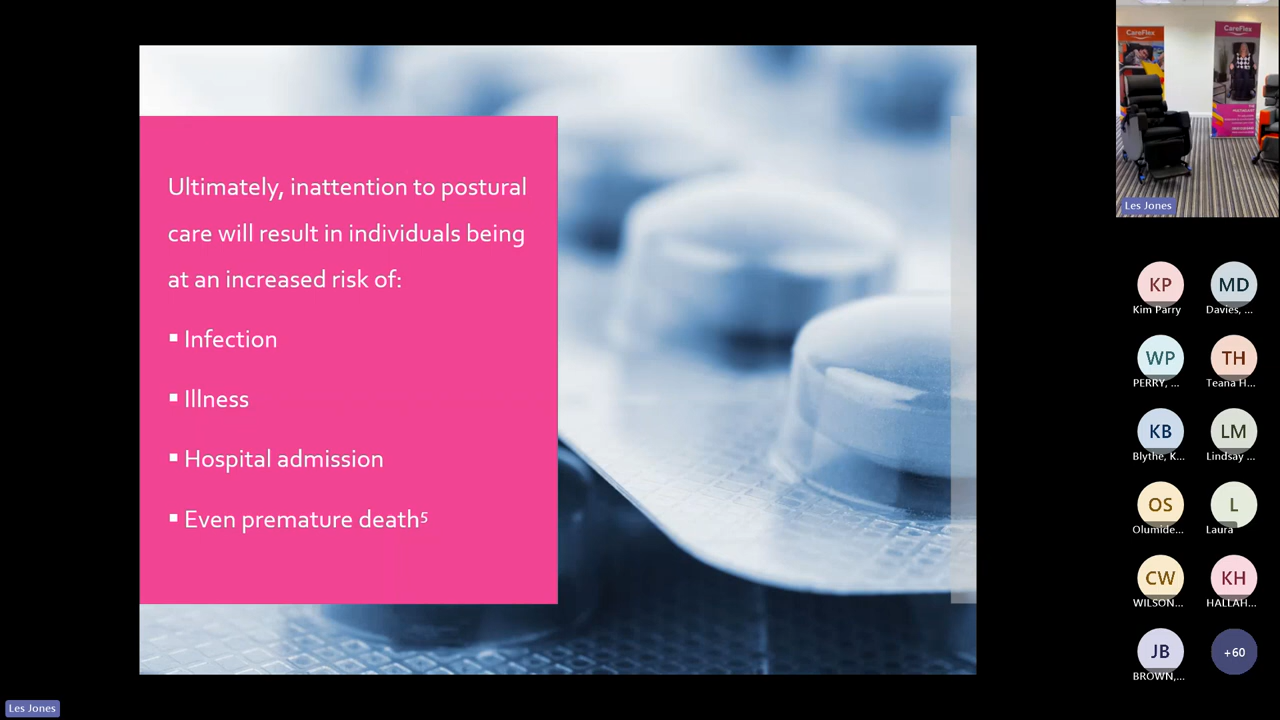 Ultimately, inattention to postural
care will result in individuals being
at an increased risk of:
▪ Infection
▪ Illness
▪ Hospital admission
▪ Even premature death⁵
CareFlex
CareFlex
Les Jones
KP
Kim Parry
MD
Davies, ...
WP
PERRY, ...
TH
Teana H...
KB
Blythe, K...
LM
Lindsay ...
OS
Olumide...
L
Laura
CW
WILSON...
KH
HALLAH...
JB
BROWN,...
+60
Les Jones